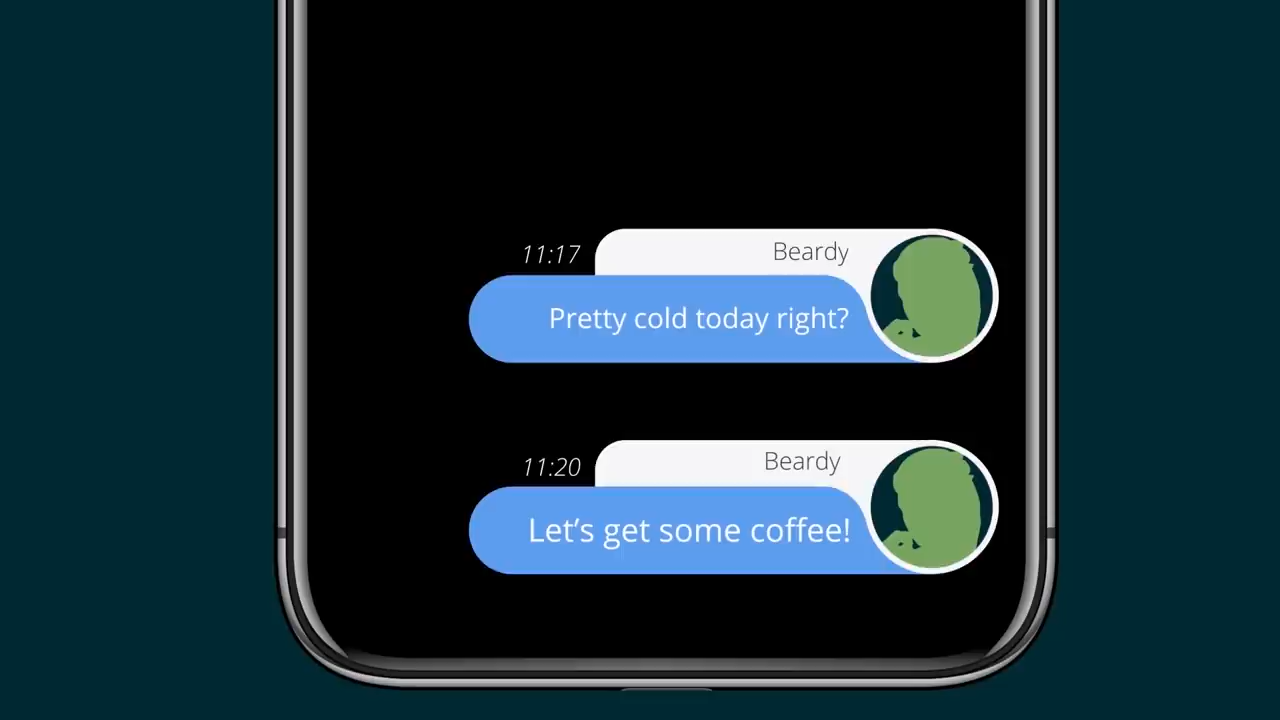 11:17
Beardy
Pretty cold today right?
11:20
Beardy
Let’s get some coffee!